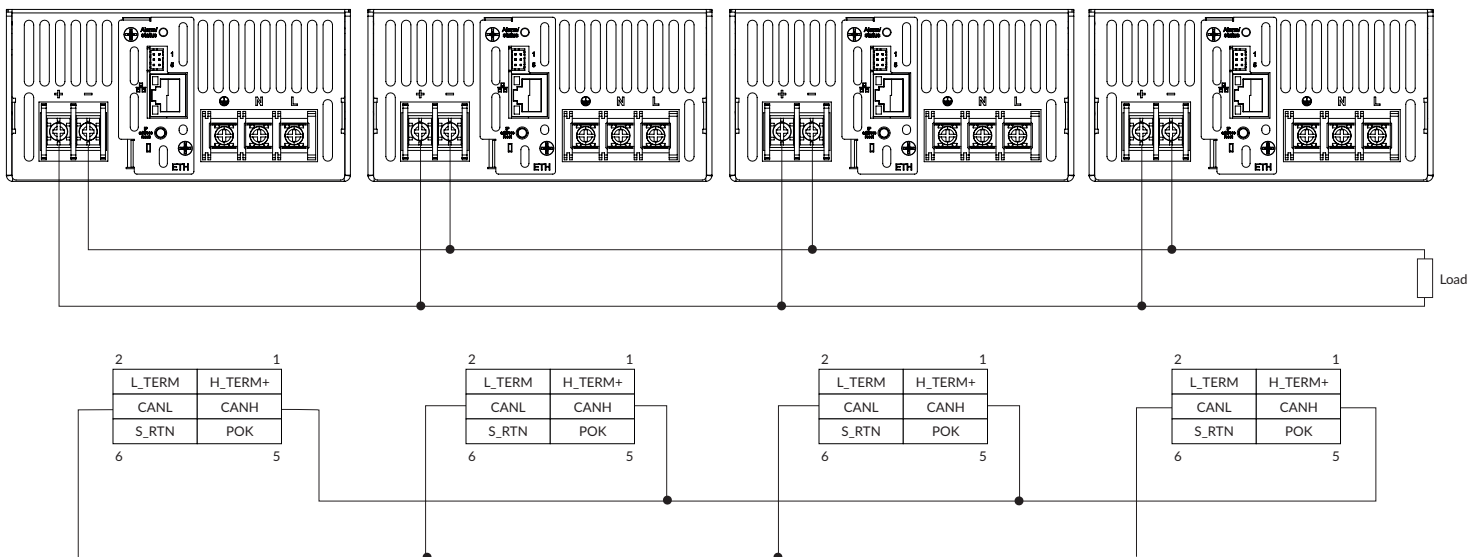 + − N L
+ − N L
+ − N L
+ − N L
ETH
ETH
ETH
ETH
Load
2 1
L_TERM H_TERM+
CANL CANH
S_RTN POK
6 5
2 1
L_TERM H_TERM+
CANL CANH
S_RTN POK
6 5
2 1
L_TERM H_TERM+
CANL CANH
S_RTN POK
6 5
2 1
L_TERM H_TERM+
CANL CANH
S_RTN POK
6 5